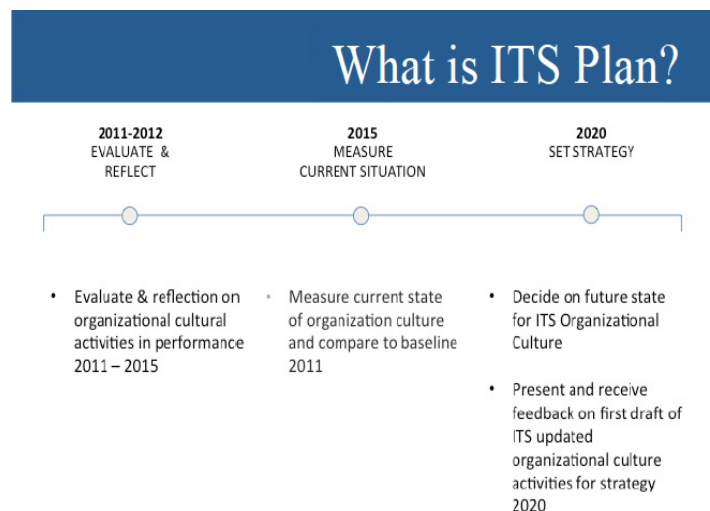 What is ITS Plan?
2011-2012
EVALUATE &
REFLECT
2015
MEASURE
CURRENT SITUATION
2020
SET STRATEGY
• Evaluate & reflection on
organizational cultural
activities in performance
2011 – 2015
• Measure current state
of organization culture
and compare to baseline
2011
• Decide on future state
for ITS Organizational
Culture
• Present and receive
feedback on first draft of
ITS updated
organizational culture
activities for strategy
2020